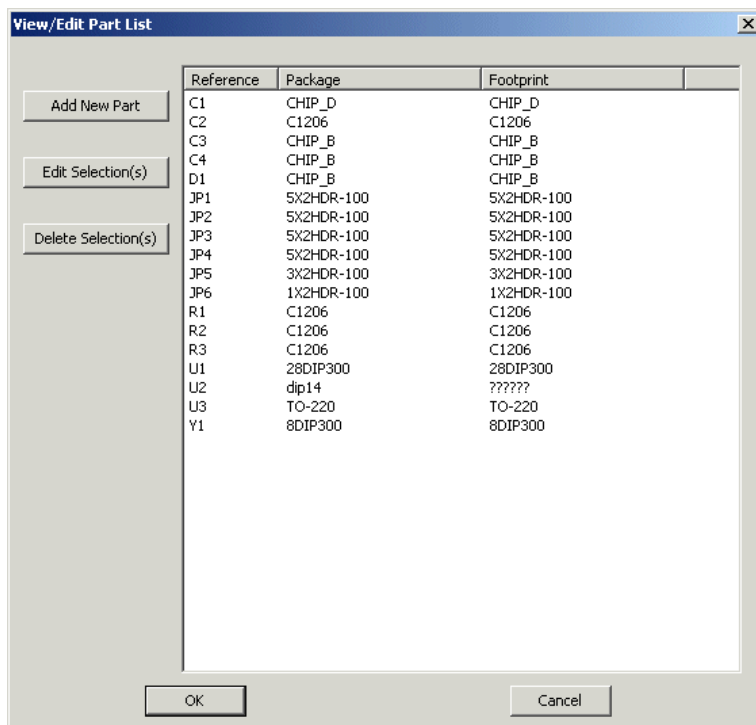 View/Edit Part List
Reference Package Footprint
Add New Part
Edit Selection(s)
Delete Selection(s)
C1 CHIP_D CHIP_D
C2 C1206 C1206
C3 CHIP_B CHIP_B
C4 CHIP_B CHIP_B
D1 CHIP_B CHIP_B
JP1 5X2HDR-100 5X2HDR-100
JP2 5X2HDR-100 5X2HDR-100
JP3 5X2HDR-100 5X2HDR-100
JP4 5X2HDR-100 5X2HDR-100
JP5 3X2HDR-100 3X2HDR-100
JP6 1X2HDR-100 1X2HDR-100
R1 C1206 C1206
R2 C1206 C1206
R3 C1206 C1206
U1 28DIP300 28DIP300
U2 dip14 ??????
U3 TO-220 TO-220
Y1 8DIP300 8DIP300
OK Cancel